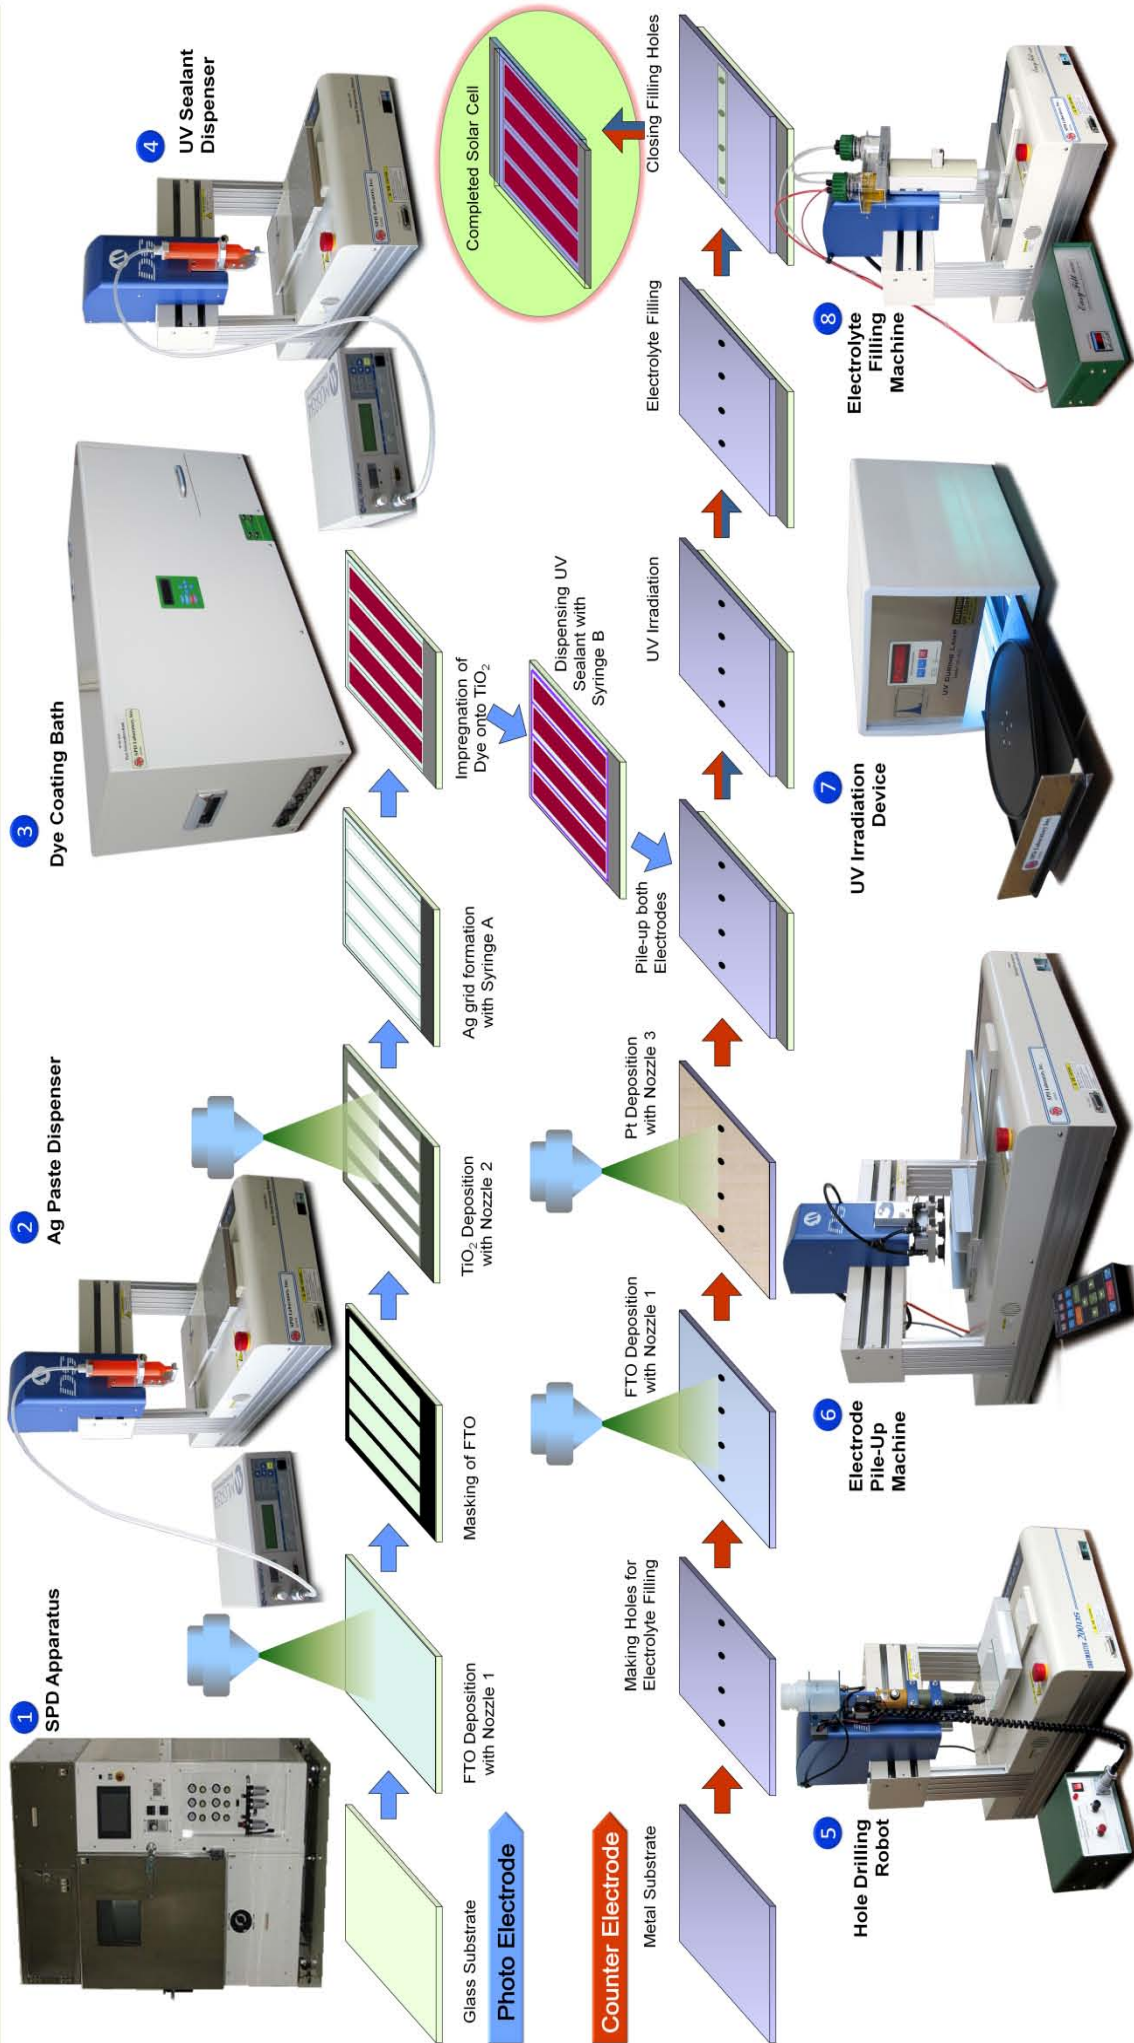 1
SPD Apparatus
2
Ag Paste Dispenser
3
Dye Coating Bath
4
UV Sealant
Dispenser
Glass Substrate
FTO Deposition
with Nozzle 1
Masking of FTO
TiO2 Deposition
with Nozzle 2
Ag grid formation
with Syringe A
Impregnation of
Dye onto TiO2
Dispensing UV
Sealant with
Syringe B
Completed Solar Cell
Photo Electrode
Counter Electrode
Metal Substrate
Making Holes for
Electrolyte Filling
FTO Deposition
with Nozzle 1
Pt Deposition
with Nozzle 3
Pile-up both
Electrodes
UV Irradiation
Electrolyte Filling
Closing Filling Holes
5
Hole Drilling
Robot
6
Electrode
Pile-Up
Machine
7
UV Irradiation
Device
8
Electrolyte
Filling
Machine